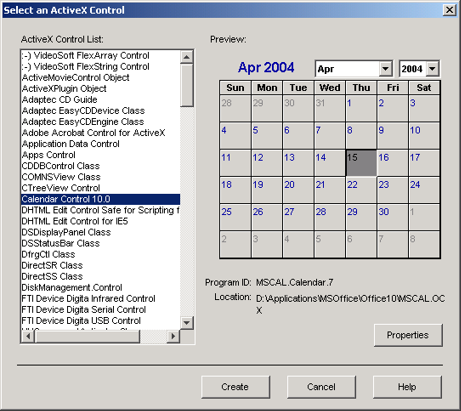 Select an ActiveX Control
ActiveX Control List:
:-) VideoSoft FlexArray Control
:-) VideoSoft FlexString Control
ActiveMovieControl Object
ActiveXPlugin Object
Adaptec CD Guide
Adaptec EasyCDDevice Class
Adaptec EasyCDEngine Class
Adobe Acrobat Control for ActiveX
Application Data Control
Apps Control
CDDBControl Class
COMNSView Class
CTreeView Control
Calendar Control 10.0
DHTML Edit Control Safe for Scripting f
DHTML Edit Control for IE5
DSDisplayPanel Class
DSStatusBar Class
DfrgCtl Class
DirectSR Class
DirectSS Class
DiskManagement.Control
FTI Device Digita Infrared Control
FTI Device Digita Serial Control
FTI Device Digita USB Control
Preview:
Apr 2004 Apr 2004
Sun Mon Tue Wed Thu Fri Sat
28 29 30 31 1 2 3
4 5 6 7 8 9 10
11 12 13 14 15 16 17
18 19 20 21 22 23 24
25 26 27 28 29 30 1
2 3 4 5 6 7 8
Program ID: MSCAL.Calendar.7
Location: D:\Applications\MSOffice\Office10\MSCAL.OC
X
Properties
Create Cancel Help